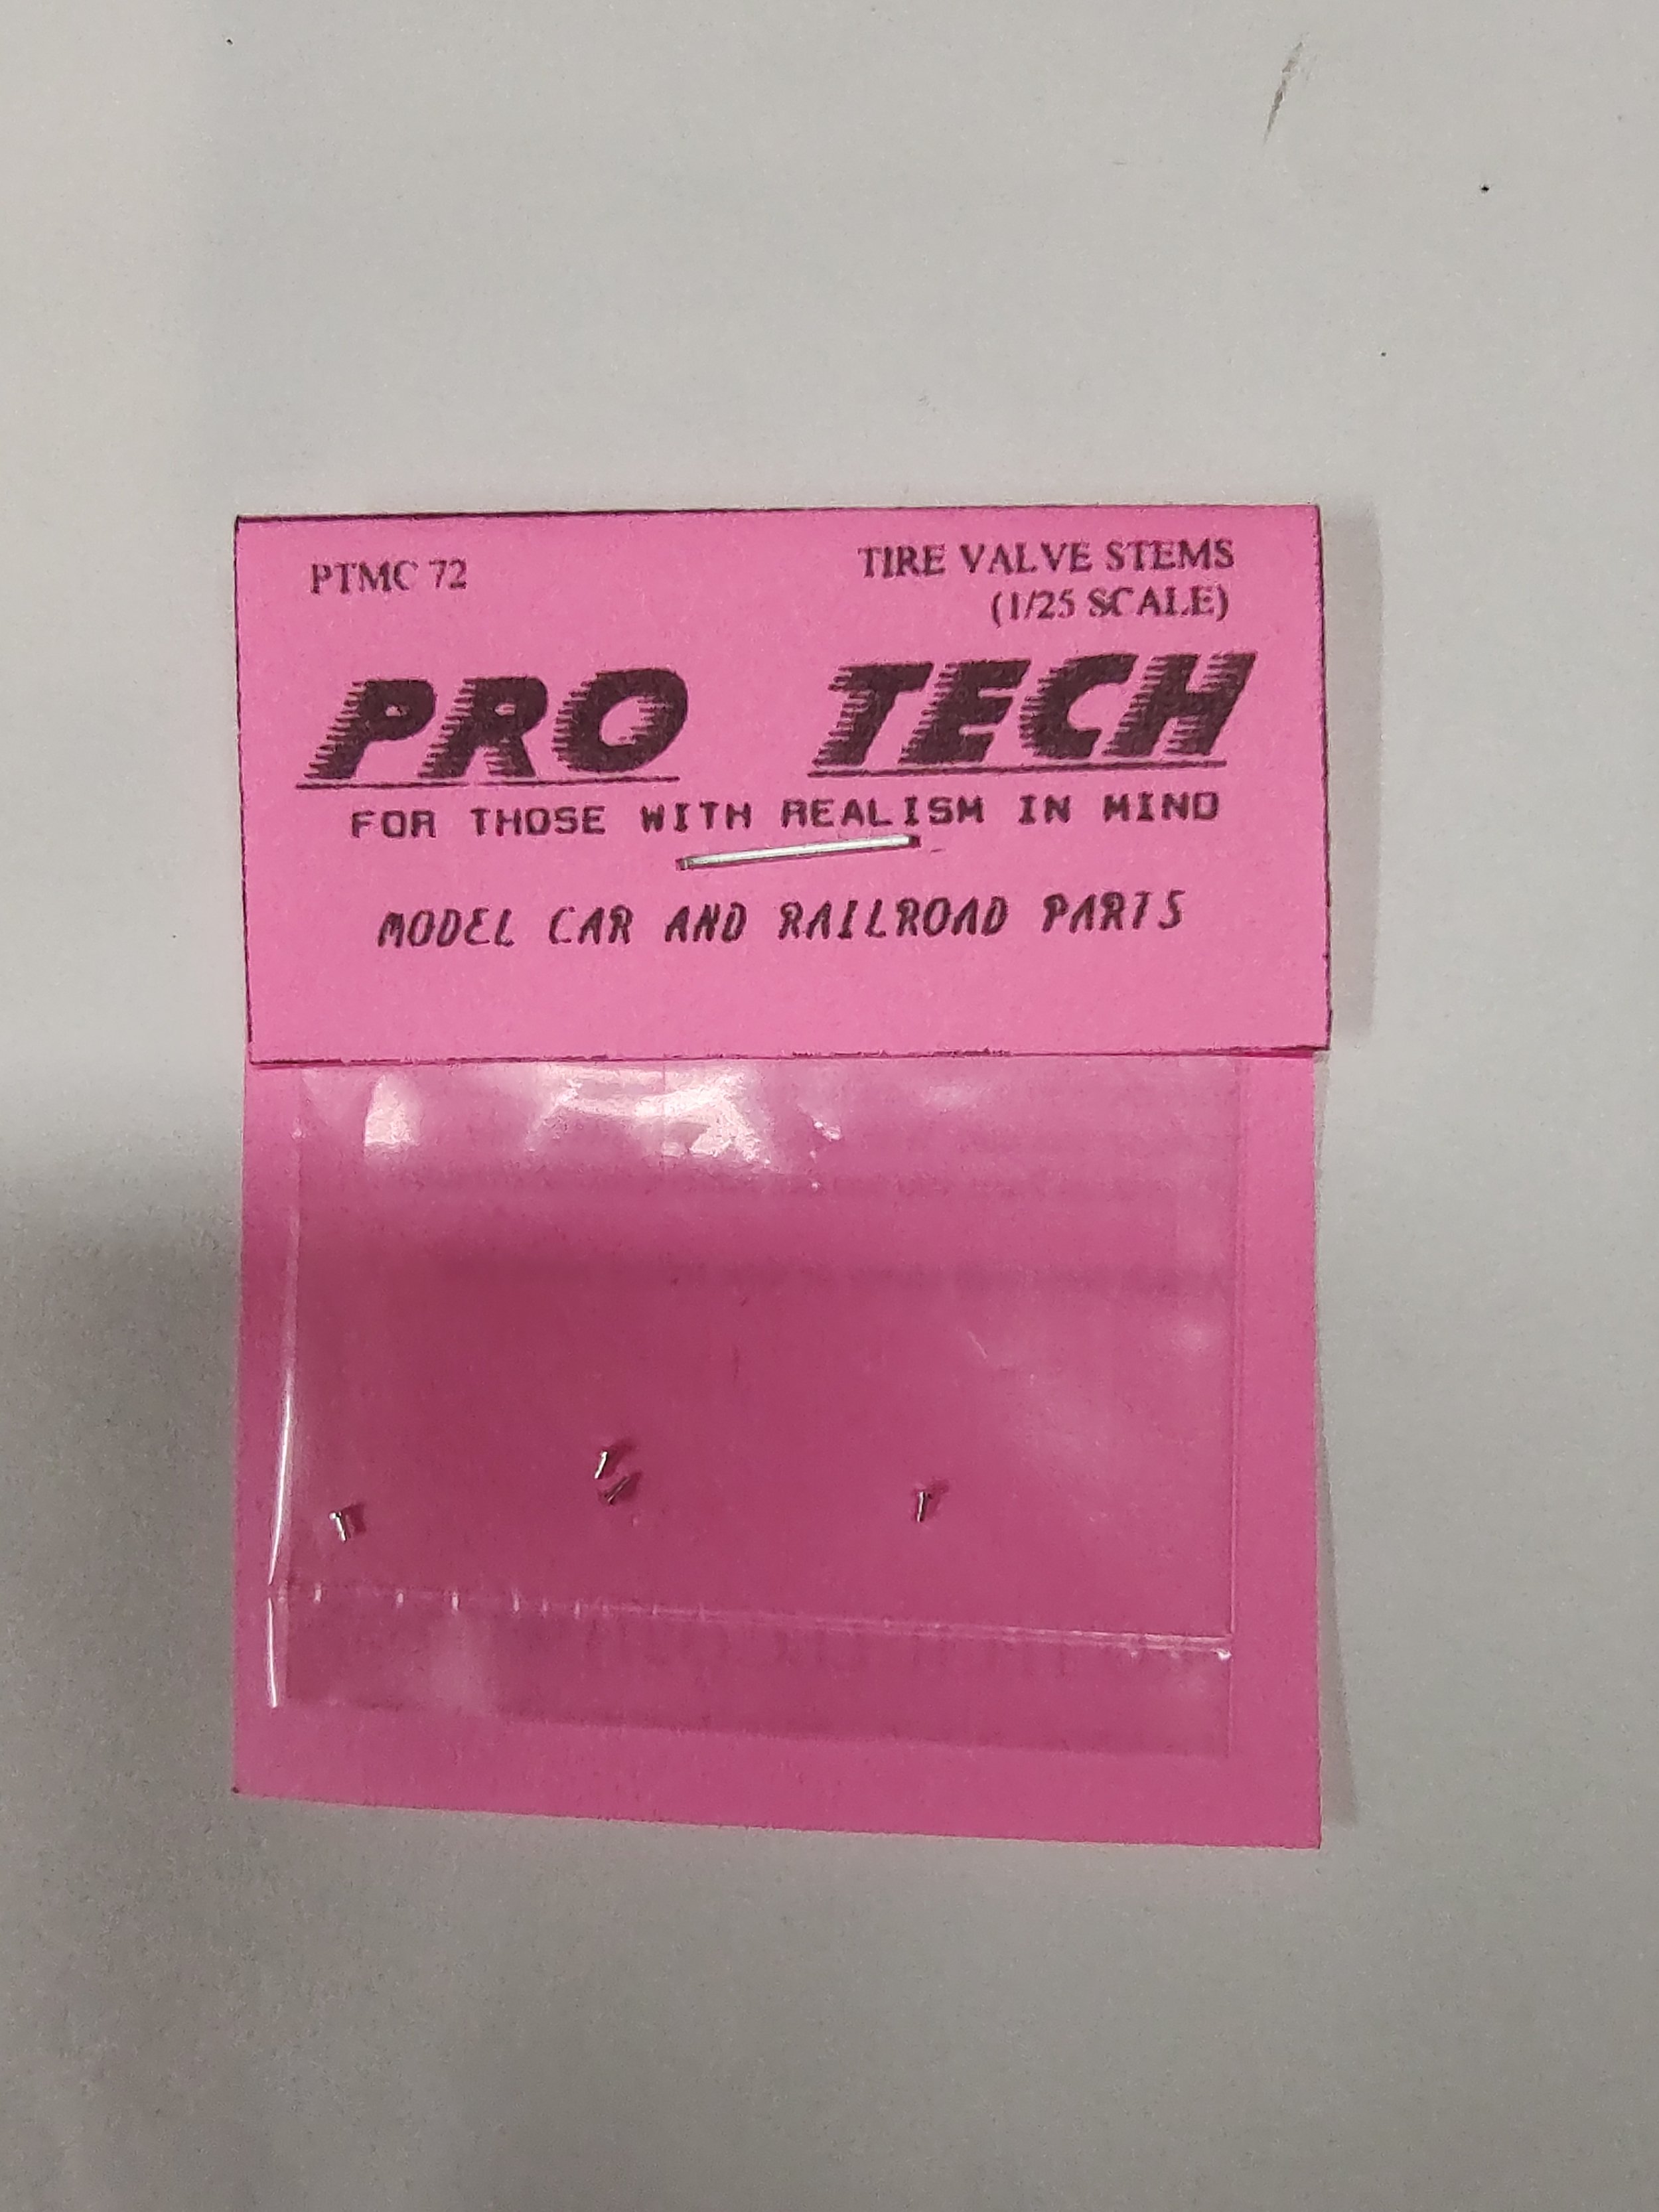 PTMC 72
TIRE VALVE STEMS
(1/25 SCALE)
PRO TECH
FOR THOSE WITH REALISM IN MIND
MODEL CAR AND RAILROAD PARTS